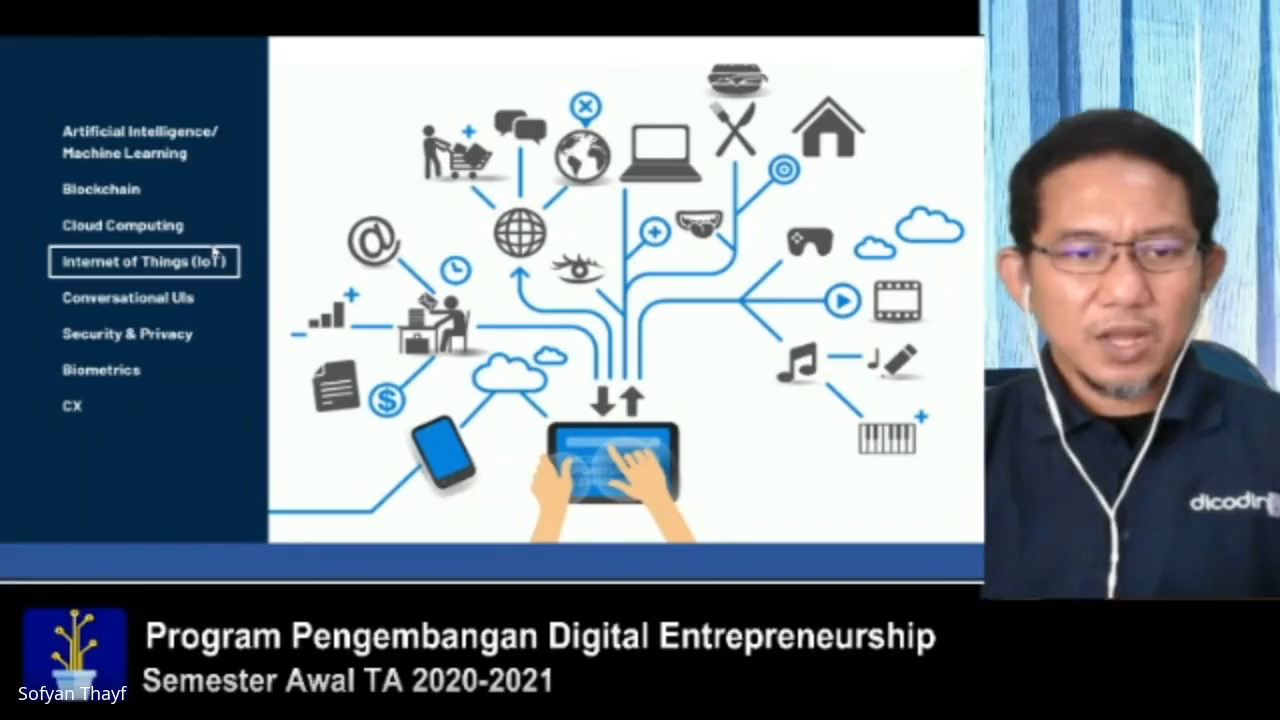 Artificial Intelligence/
Machine Learning
Blockchain
Cloud Computing
Internet of Things (IoT)
Conversational UIs
Security & Privacy
Biometrics
CX
Program Pengembangan Digital Entrepreneurship
Semester Awal TA 2020-2021
Sofyan Thayf